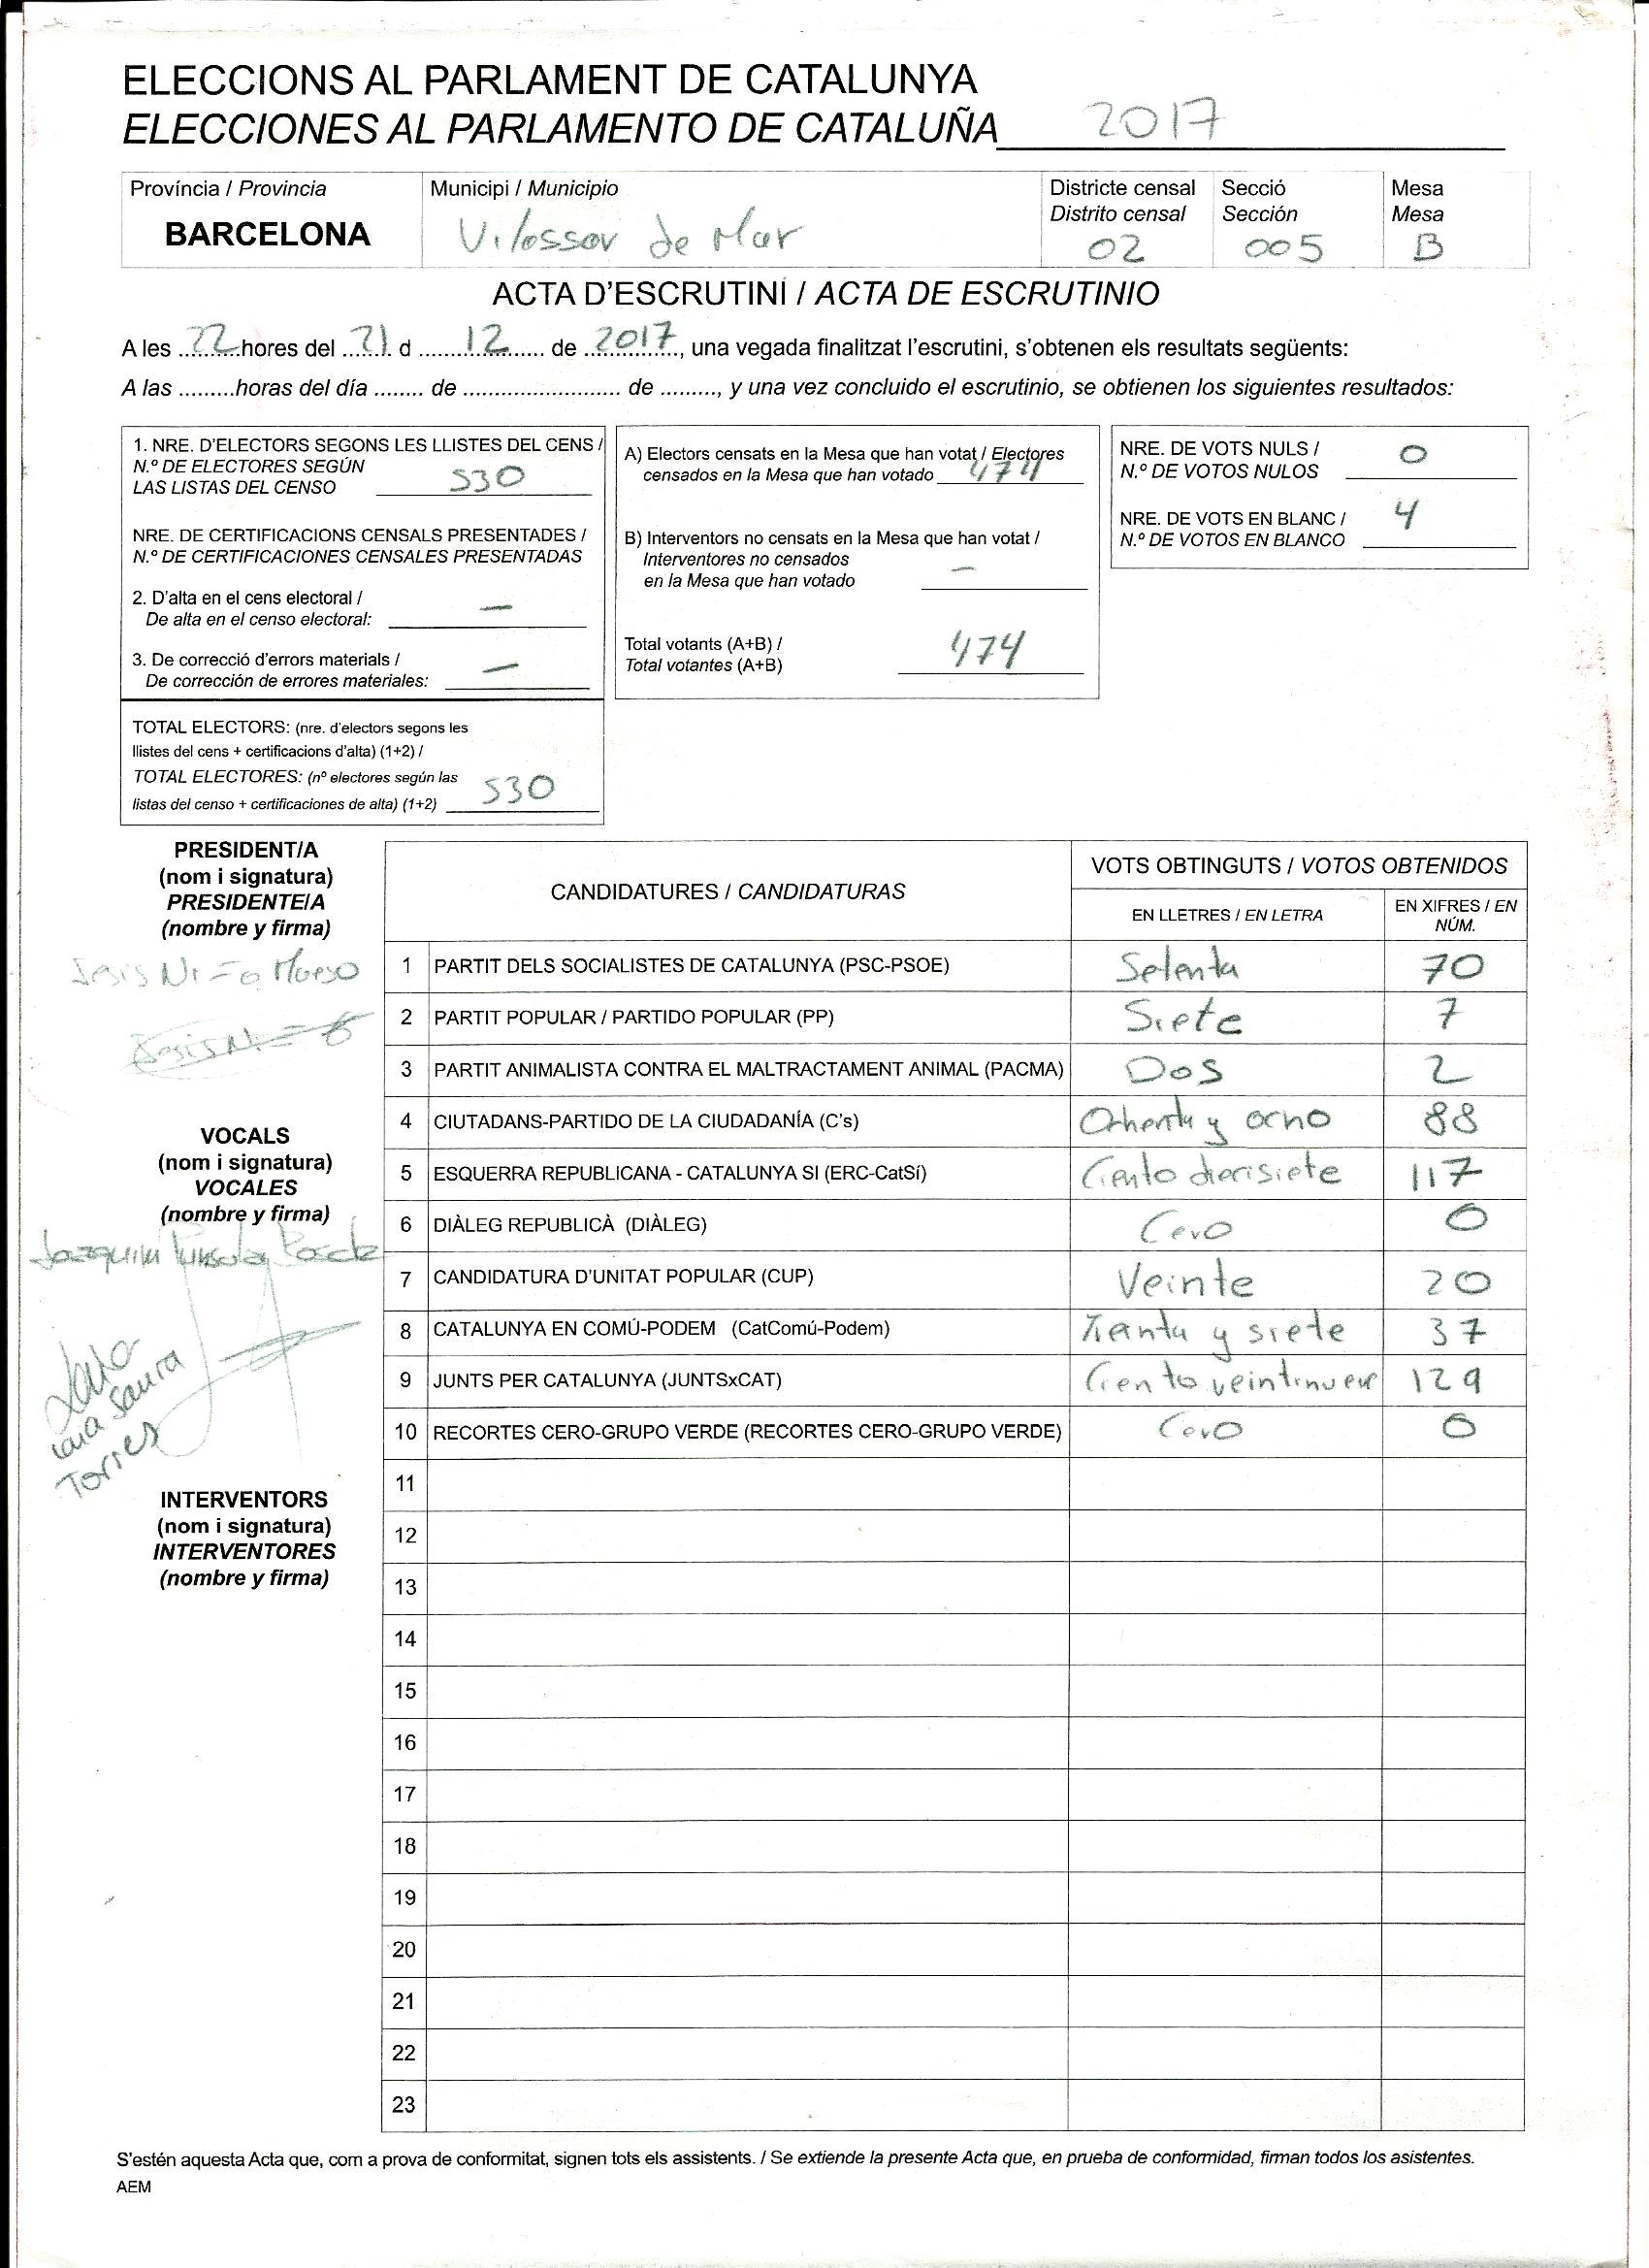 ELECCIONS AL PARLAMENT DE CATALUNYA
ELECCIONES AL PARLAMENTO DE CATALUÑA 2017
Província / Provincia
BARCELONA
Municipi / Municipio
Vilassar de Mar
Districte censal
Distrito censal
02
Secció
Sección
005
Mesa
Mesa
B
ACTA D'ESCRUTINI / ACTA DE ESCRUTINIO
A les 22 hores del 21 d 12 de 2017, una vegada finalitzat l'escrutini, s'obtenen els resultats següents:
A las .........horas del día ........ de ......................... de ........., y una vez concluido el escrutinio, se obtienen los siguientes resultados:
1. NRE. D'ELECTORS SEGONS LES LLISTES DEL CENS /
N.º DE ELECTORES SEGÚN
LAS LISTAS DEL CENSO 530
NRE. DE CERTIFICACIONS CENSALS PRESENTADES /
N.º DE CERTIFICACIONES CENSALES PRESENTADAS
2. D'alta en el cens electoral /
De alta en el censo electoral: —
3. De correcció d'errors materials /
De corrección de errores materiales: —
TOTAL ELECTORS: (nre. d'electors segons les
llistes del cens + certificacions d'alta) (1+2) /
TOTAL ELECTORES: (nº electores según las
listas del censo + certificaciones de alta) (1+2) 530
A) Electors censats en la Mesa que han votat / Electores
censados en la Mesa que han votado 474
B) Interventors no censats en la Mesa que han votat /
Interventores no censados
en la Mesa que han votado —
Total votants (A+B) /
Total votantes (A+B) 474
NRE. DE VOTS NULS /
N.º DE VOTOS NULOS 0
NRE. DE VOTS EN BLANC /
N.º DE VOTOS EN BLANCO 4
PRESIDENT/A
(nom i signatura)
PRESIDENTE/A
(nombre y firma)
VOCALS
(nom i signatura)
VOCALES
(nombre y firma)
Joaquim
Laia Saura
Torres
INTERVENTORS
(nom i signatura)
INTERVENTORES
(nombre y firma)
CANDIDATURES / CANDIDATURAS
VOTS OBTINGUTS / VOTOS OBTENIDOS
EN LLETRES / EN LETRA
EN XIFRES / EN
NÚM.
1 PARTIT DELS SOCIALISTES DE CATALUNYA (PSC-PSOE) Setenta 70
2 PARTIT POPULAR / PARTIDO POPULAR (PP) Siete 7
3 PARTIT ANIMALISTA CONTRA EL MALTRACTAMENT ANIMAL (PACMA) Dos 2
4 CIUTADANS-PARTIDO DE LA CIUDADANÍA (C's) Ochenta y ocho 88
5 ESQUERRA REPUBLICANA - CATALUNYA SI (ERC-CatSí) Ciento diecisiete 117
6 DIÀLEG REPUBLICÀ (DIÀLEG) Cero 0
7 CANDIDATURA D'UNITAT POPULAR (CUP) Veinte 20
8 CATALUNYA EN COMÚ-PODEM (CatComú-Podem) Treinta y siete 37
9 JUNTS PER CATALUNYA (JUNTSxCAT) Ciento veintinueve 129
10 RECORTES CERO-GRUPO VERDE (RECORTES CERO-GRUPO VERDE) Cero 0
11
12
13
14
15
16
17
18
19
20
21
22
23
S'estén aquesta Acta que, com a prova de conformitat, signen tots els assistents. / Se extiende la presente Acta que, en prueba de conformidad, firman todos los asistentes.
AEM